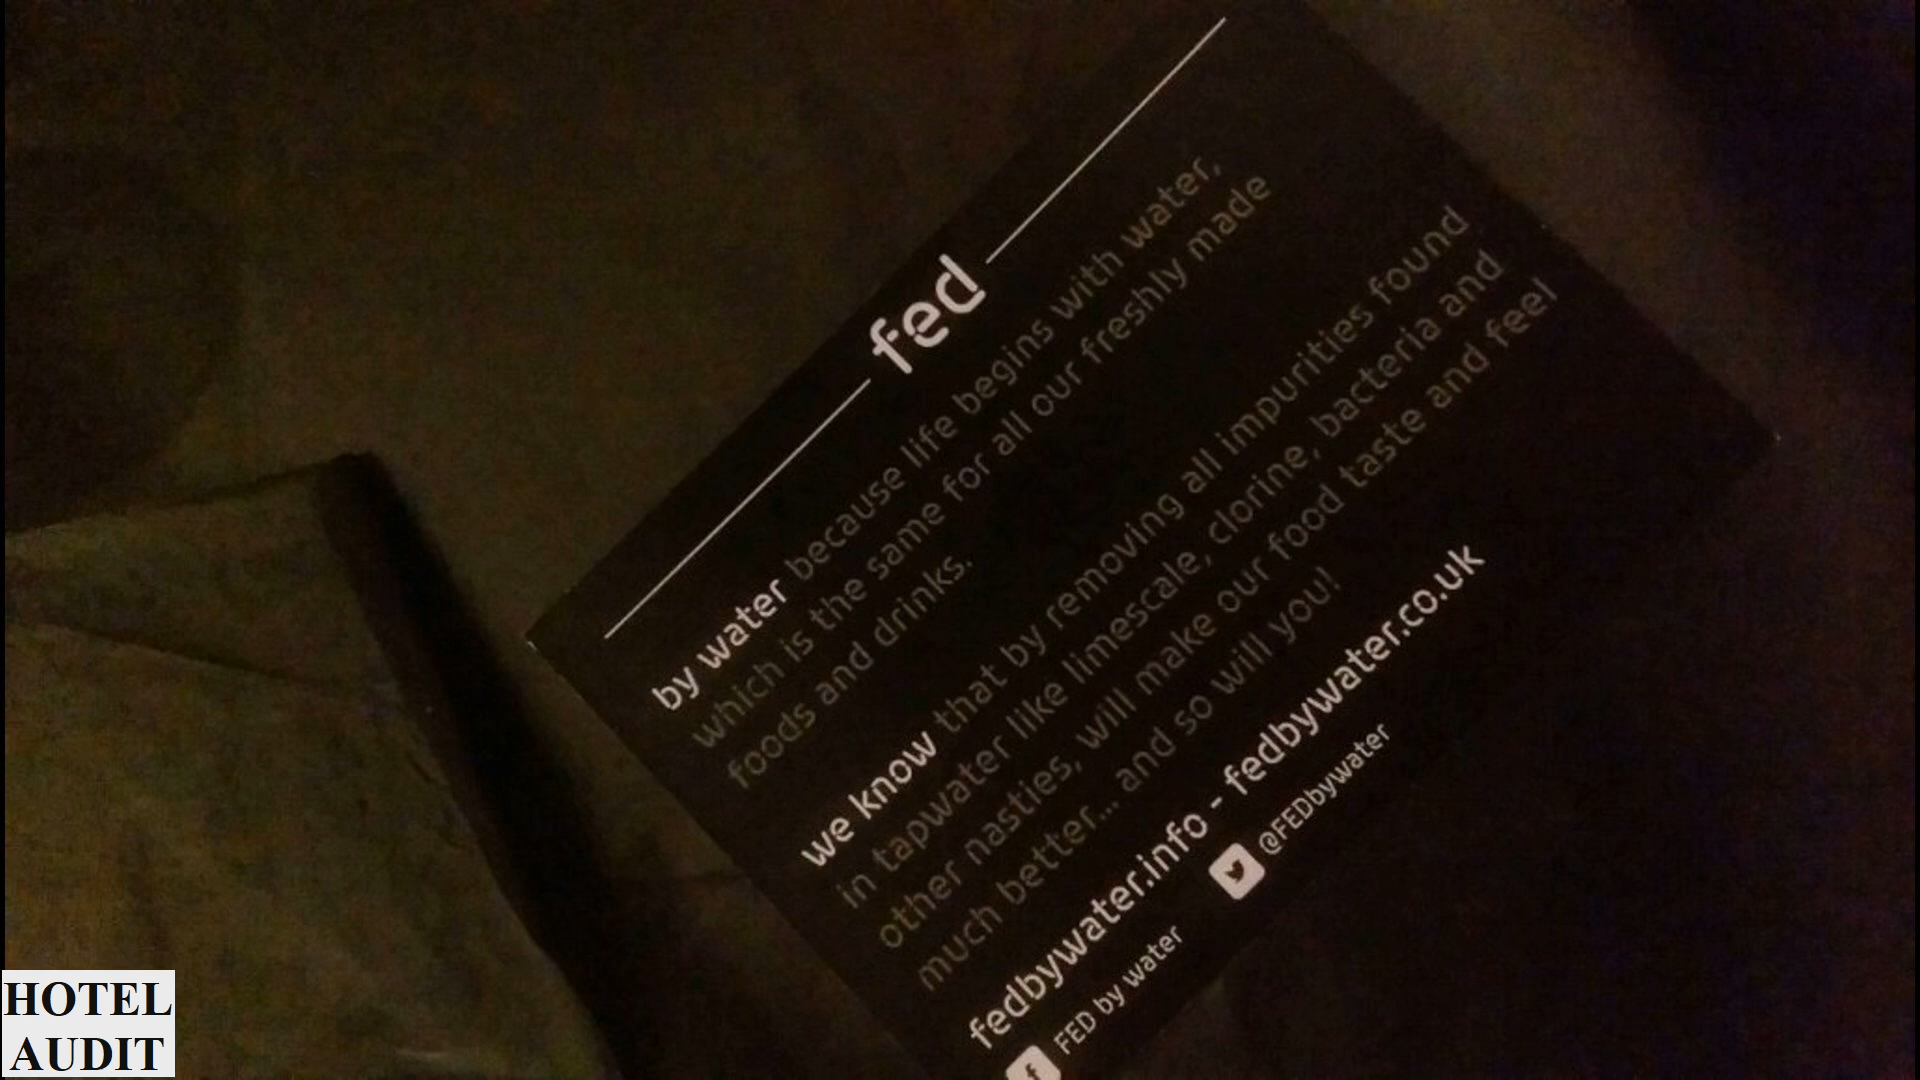 fed
by water because life begins with water,
which is the same for all our freshly made
foods and drinks.
we know that by removing all impurities found
in tapwater like limescale, clorine, bacteria and
other nasties, will make our food taste and feel
much better... and so will you!
fedbywater.info - fedbywater.co.uk
f FED by water @FEDbywater
HOTEL
AUDIT